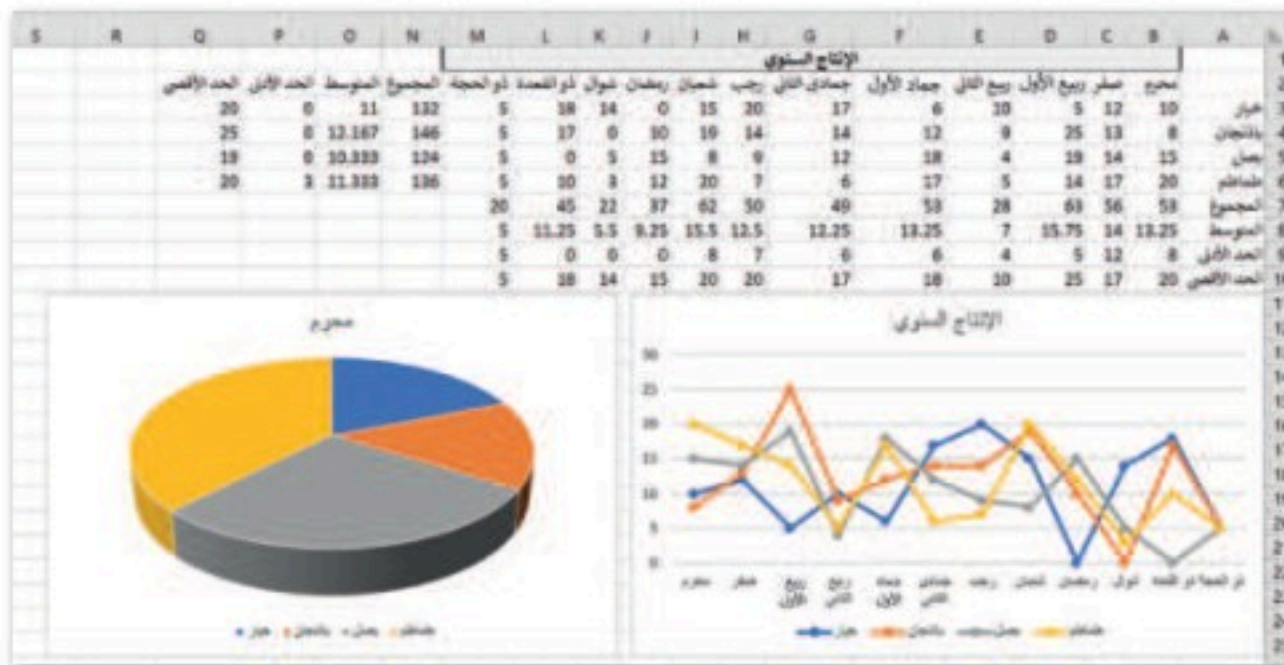 A B C D E F G H I J K L M N O P Q R S
الإنتاج السنوي
محرم صفر ربيع الأول ربيع الثاني جماد الأول جمادى الثاني رجب شعبان رمضان شوال ذو القعدة ذو الحجة المجموع المتوسط الحد الأدنى الحد الأقصى
خيار 10 12 5 10 6 17 20 15 0 14 18 5 132 11 0 20
باذنجان 8 13 25 9 12 14 14 19 10 0 17 5 146 12.167 0 25
بصل 15 14 19 4 18 12 9 8 15 5 0 5 124 10.333 0 19
طماطم 20 17 14 5 17 6 7 20 12 3 10 5 136 11.333 3 20
المجموع 53 56 63 28 53 49 50 62 37 22 45 20
المتوسط 13.25 14 15.75 7 13.25 12.25 12.5 15.5 9.25 5.5 11.25 5
الحد الأدنى 8 12 5 4 6 6 7 8 0 0 0 5
الحد الأقصى 20 17 25 10 18 17 20 20 15 14 18 5
الإنتاج السنوي
30
25
20
15
10
5
0
محرم صفر ربيع الأول ربيع الثاني جماد الأول جمادى الثاني رجب شعبان رمضان شوال ذو القعدة ذو الحجة
خيار باذنجان بصل طماطم
محرم
خيار باذنجان بصل طماطم